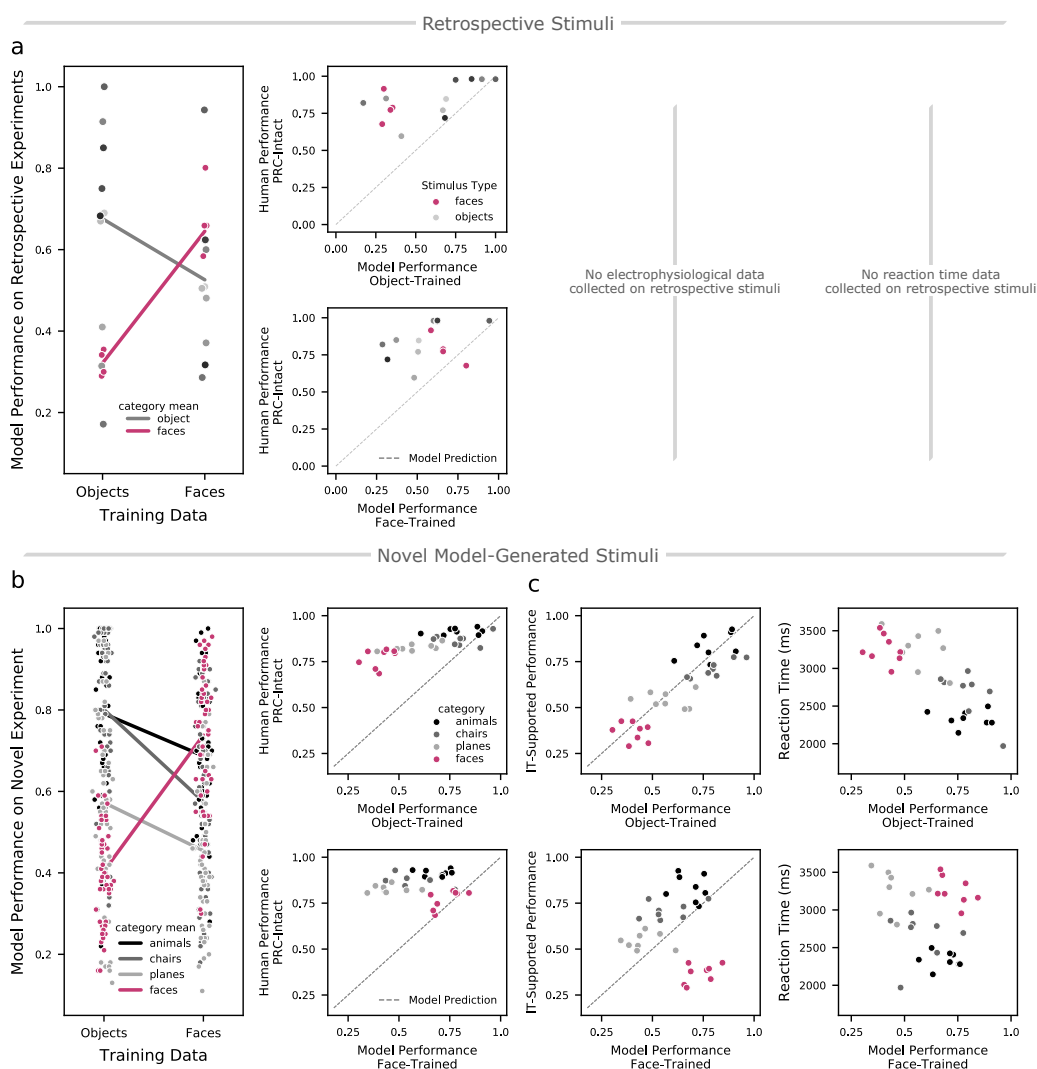 Retrospective Stimuli
a
Model Performance on Retrospective Experiments
1.0
0.8
0.6
0.4
0.2
category mean
object
faces
Objects
Faces
Training Data
Human Performance
PRC-Intact
1.00
0.75
0.50
0.25
0.00
Stimulus Type
faces
objects
0.00
0.25
0.50
0.75
1.00
Model Performance
Object-Trained
Human Performance
PRC-Intact
1.00
0.75
0.50
0.25
0.00
Model Prediction
0.00
0.25
0.50
0.75
1.00
Model Performance
Face-Trained
No electrophysiological data
collected on retrospective stimuli
No reaction time data
collected on retrospective stimuli
Novel Model-Generated Stimuli
b
Model Performance on Novel Experiment
1.0
0.8
0.6
0.4
0.2
category mean
animals
chairs
planes
faces
Objects
Faces
Training Data
Human Performance
PRC-Intact
1.00
0.75
0.50
0.25
category
animals
chairs
planes
faces
0.25
0.5
0.75
1.0
Model Performance
Object-Trained
Human Performance
PRC-Intact
1.00
0.75
0.50
0.25
Model Prediction
0.25
0.5
0.75
1.0
Model Performance
Face-Trained
c
IT-Supported Performance
1.00
0.75
0.50
0.25
0.25
0.5
0.75
1.0
Model Performance
Object-Trained
Reaction Time (ms)
3500
3000
2500
2000
0.25
0.5
0.75
1.0
Model Performance
Object-Trained
IT-Supported Performance
1.00
0.75
0.50
0.25
0.25
0.5
0.75
1.0
Model Performance
Face-Trained
Reaction Time (ms)
3500
3000
2500
2000
0.25
0.5
0.75
1.0
Model Performance
Face-Trained